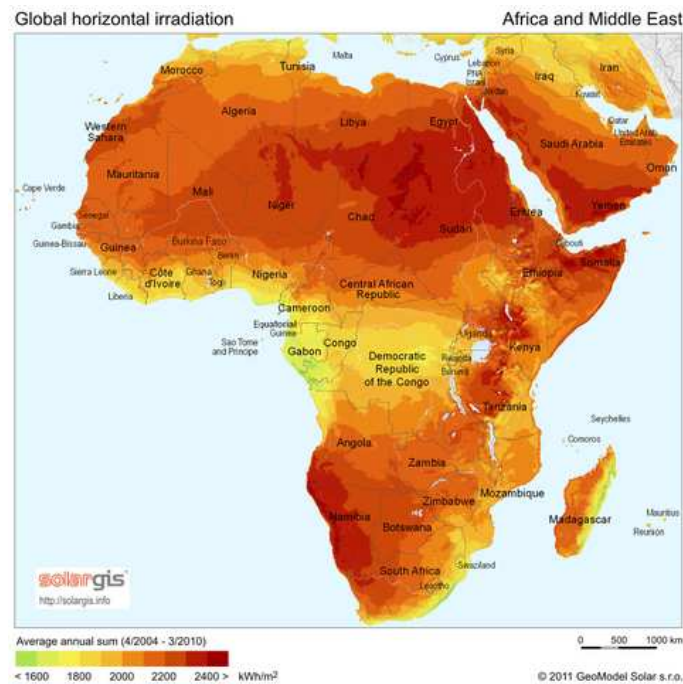 Global horizontal irradiation
Africa and Middle East
Malta
Cyprus
Syria
Lebanon
PNA
Israel
Jordan
Iraq
Iran
Kuwait
Morocco
Tunisia
Algeria
Libya
Egypt
Qatar
United Arab
Emirates
Saudi Arabia
Oman
Western
Sahara
Mauritania
Cape Verde
Mali
Niger
Chad
Sudan
Eritrea
Yemen
Senegal
Gambia
Guinea-Bissau
Guinea
Burkina Faso
Benin
Djibouti
Sierra Leone
Liberia
Côte
d'Ivoire
Ghana
Togo
Nigeria
Central African
Republic
Ethiopia
Somalia
Cameroon
Equatorial
Guinea
Sao Tome
and Principe
Gabon
Congo
Democratic
Republic
of the Congo
Uganda
Rwanda
Burundi
Kenya
Tanzania
Seychelles
Comoros
Angola
Zambia
Mozambique
Zimbabwe
Namibia
Botswana
Madagascar
Mauritius
Reunion
South Africa
Swaziland
Lesotho
solargis
http://solargis.info
Average annual sum (4/2004 - 3/2010)
< 1600 1800 2000 2200 2400 > kWh/m²
0 500 1000 km
© 2011 GeoModel Solar s.r.o.